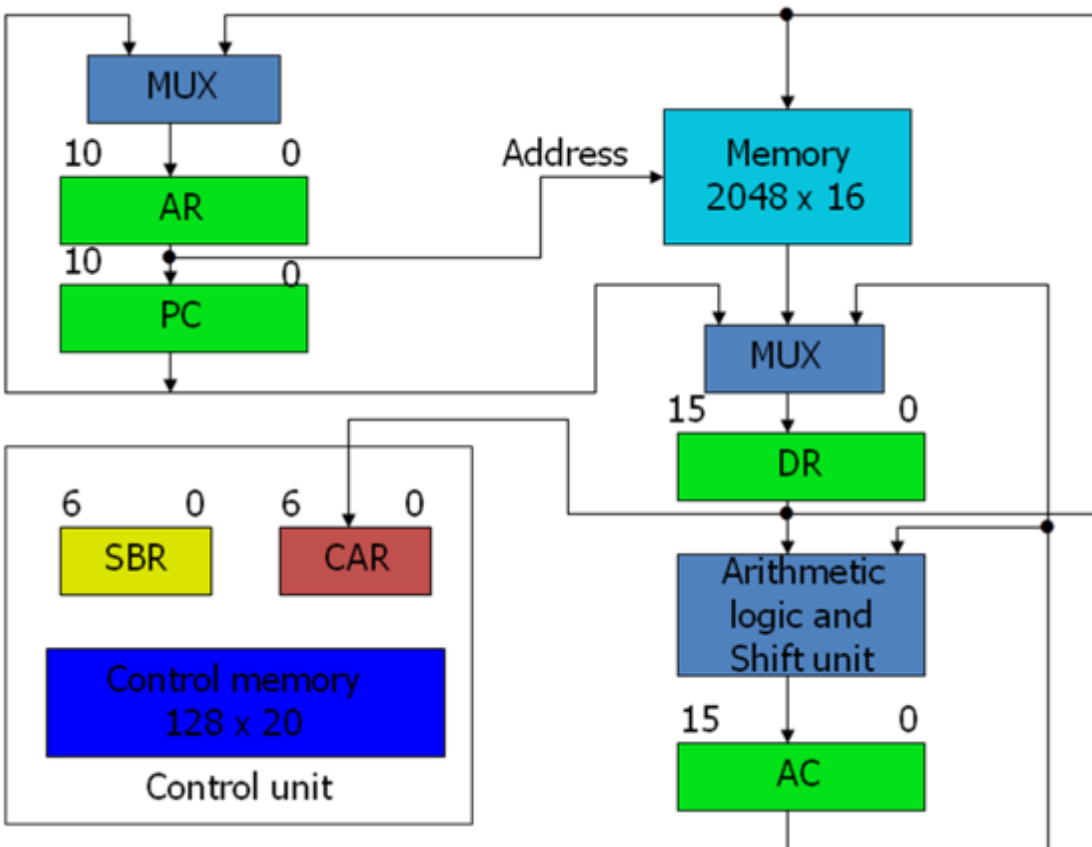 MUX
10 0
AR
10 0
PC
Address
Memory
2048 x 16
MUX
15 0
DR
6 0
SBR
6 0
CAR
Control memory
128 x 20
Control unit
Arithmetic
logic and
Shift unit
15 0
AC